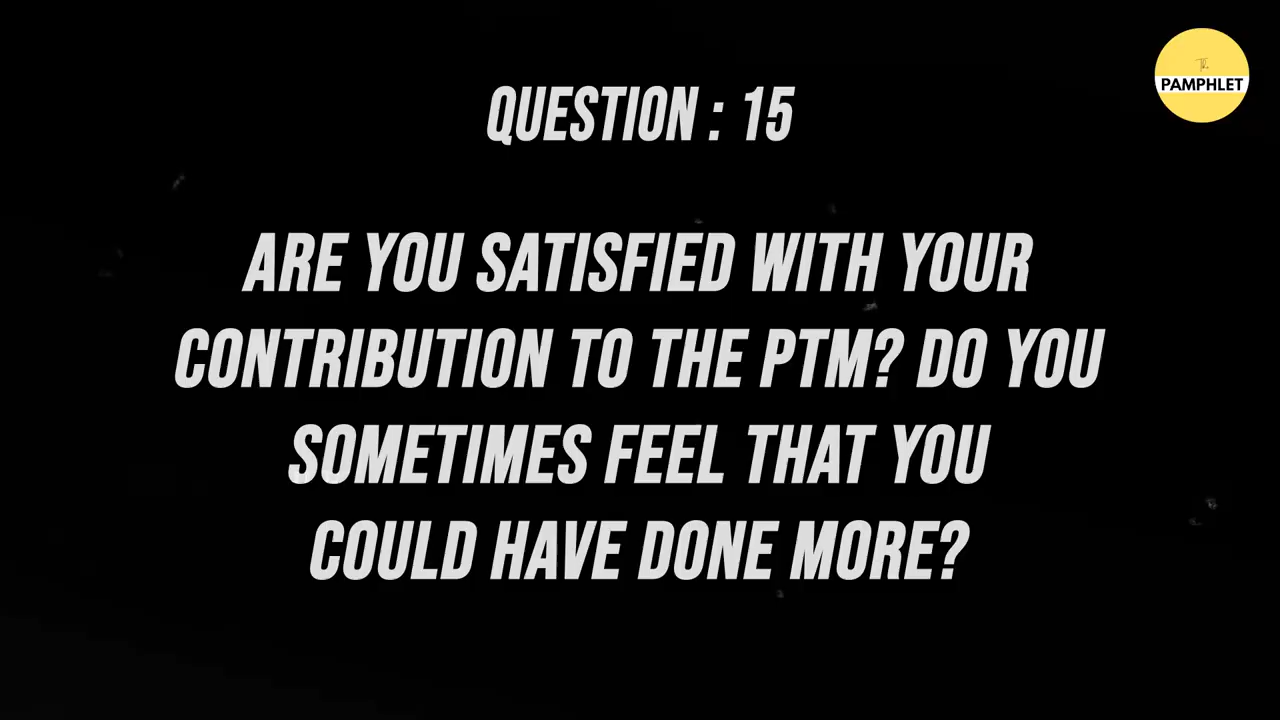 The
PAMPHLET
QUESTION : 15
ARE YOU SATISFIED WITH YOUR
CONTRIBUTION TO THE PTM? DO YOU
SOMETIMES FEEL THAT YOU
COULD HAVE DONE MORE?